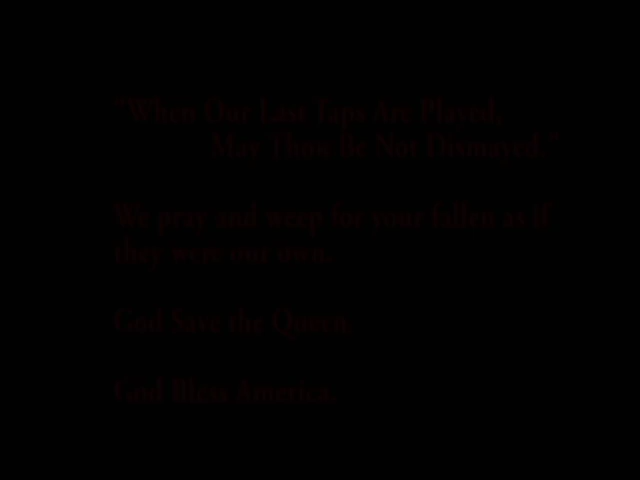 "When Our Last Taps Are Played,
May Thou Be Not Dismayed."
We pray and weep for your fallen as if
they were our own.
God Save the Queen.
God Bless America.